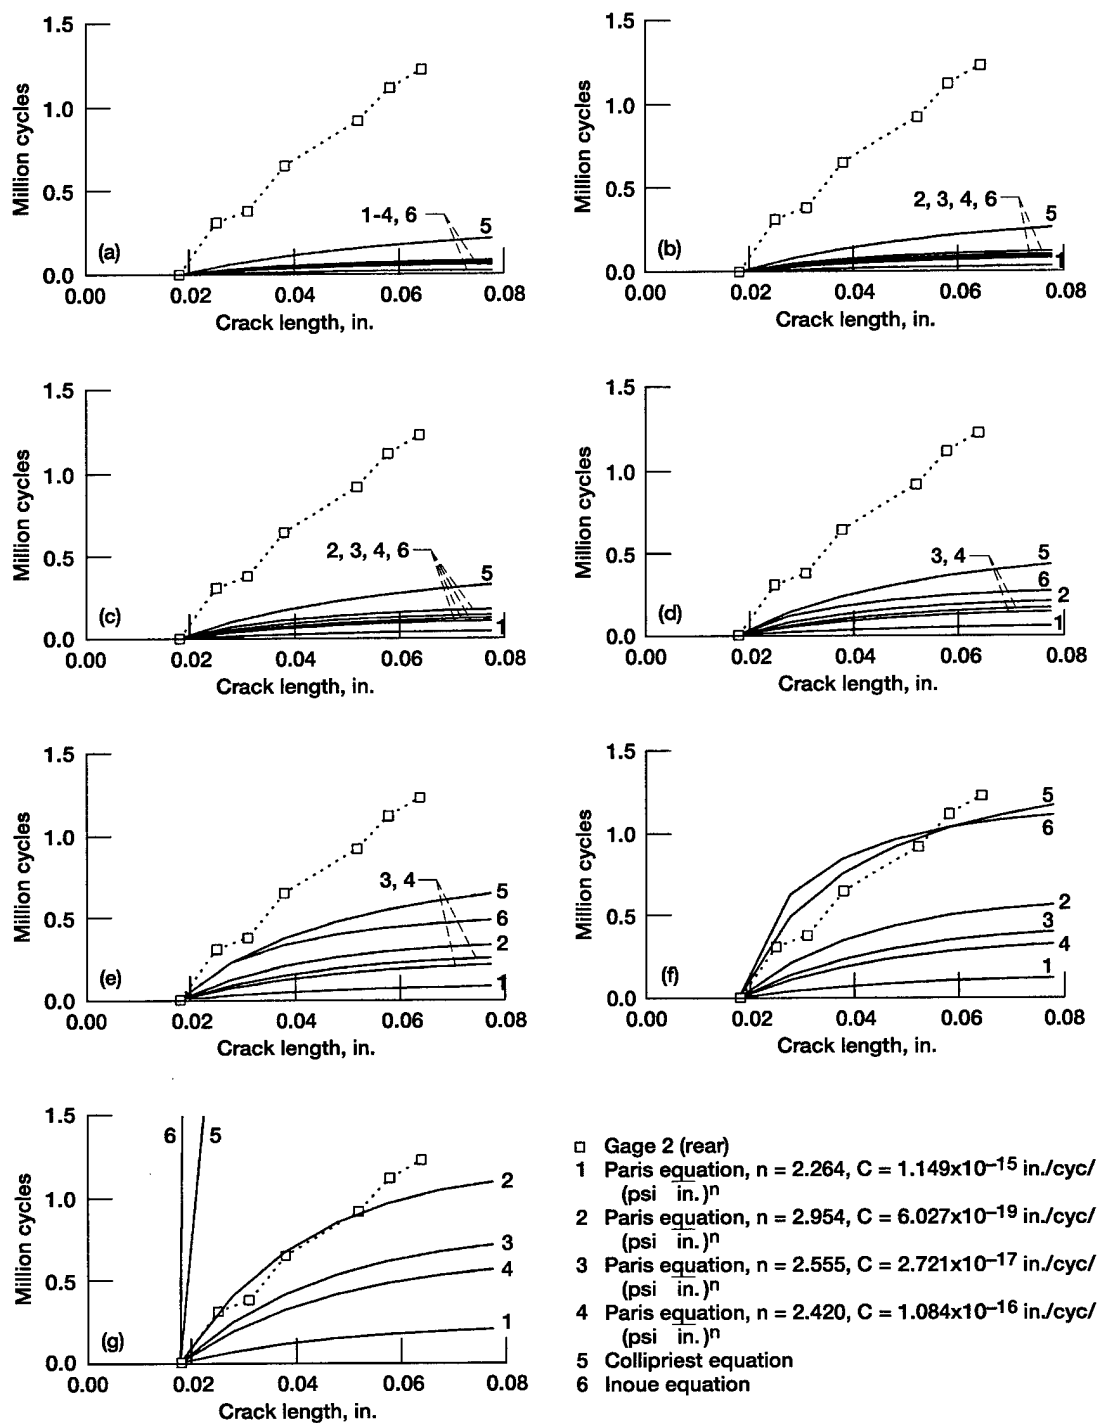 1.5
1.0
0.5
0.0
Million cycles
1-4, 6
5
(a)
0.00 0.02 0.04 0.06 0.08
Crack length, in.
1.5
1.0
0.5
0.0
Million cycles
2, 3, 4, 6
5
1
(b)
0.00 0.02 0.04 0.06 0.08
Crack length, in.
1.5
1.0
0.5
0.0
Million cycles
2, 3, 4, 6
5
1
(c)
0.00 0.02 0.04 0.06 0.08
Crack length, in.
1.5
1.0
0.5
0.0
Million cycles
3, 4
5
6
2
1
(d)
0.00 0.02 0.04 0.06 0.08
Crack length, in.
1.5
1.0
0.5
0.0
Million cycles
3, 4
5
6
2
1
(e)
0.00 0.02 0.04 0.06 0.08
Crack length, in.
1.5
1.0
0.5
0.0
Million cycles
5
6
2
3
4
1
(f)
0.00 0.02 0.04 0.06 0.08
Crack length, in.
1.5
1.0
0.5
0.0
Million cycles
6 5
2
3
4
1
(g)
0.00 0.02 0.04 0.06 0.08
Crack length, in.
Gage 2 (rear)
1 Paris equation, n = 2.264, C = 1.149x10–15 in./cyc/
(psi in.)n
2 Paris equation, n = 2.954, C = 6.027x10–19 in./cyc/
(psi in.)n
3 Paris equation, n = 2.555, C = 2.721x10–17 in./cyc/
(psi in.)n
4 Paris equation, n = 2.420, C = 1.084x10–16 in./cyc/
(psi in.)n
5 Collipriest equation
6 Inoue equation